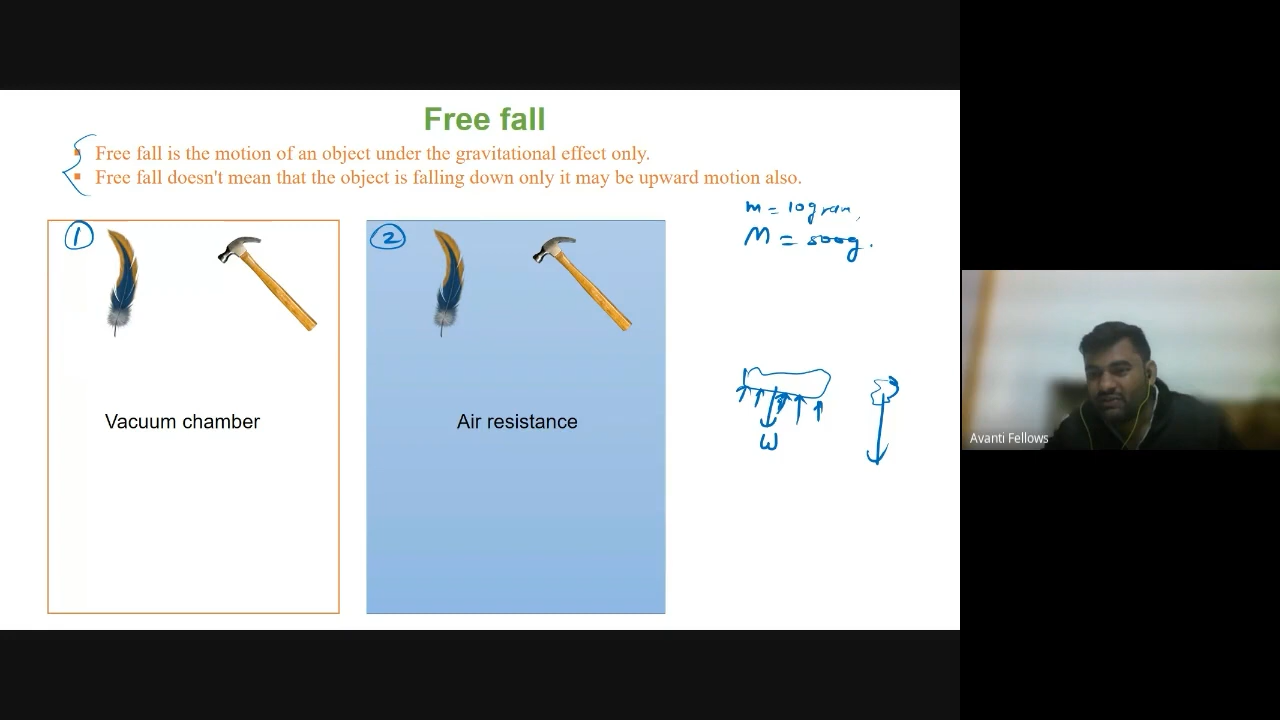 Free fall
▪ Free fall is the motion of an object under the gravitational effect only.
▪ Free fall doesn't mean that the object is falling down only it may be upward motion also.
m = 10gram,
M = 500g.
1
2
Vacuum chamber
Air resistance
W
Avanti Fellows